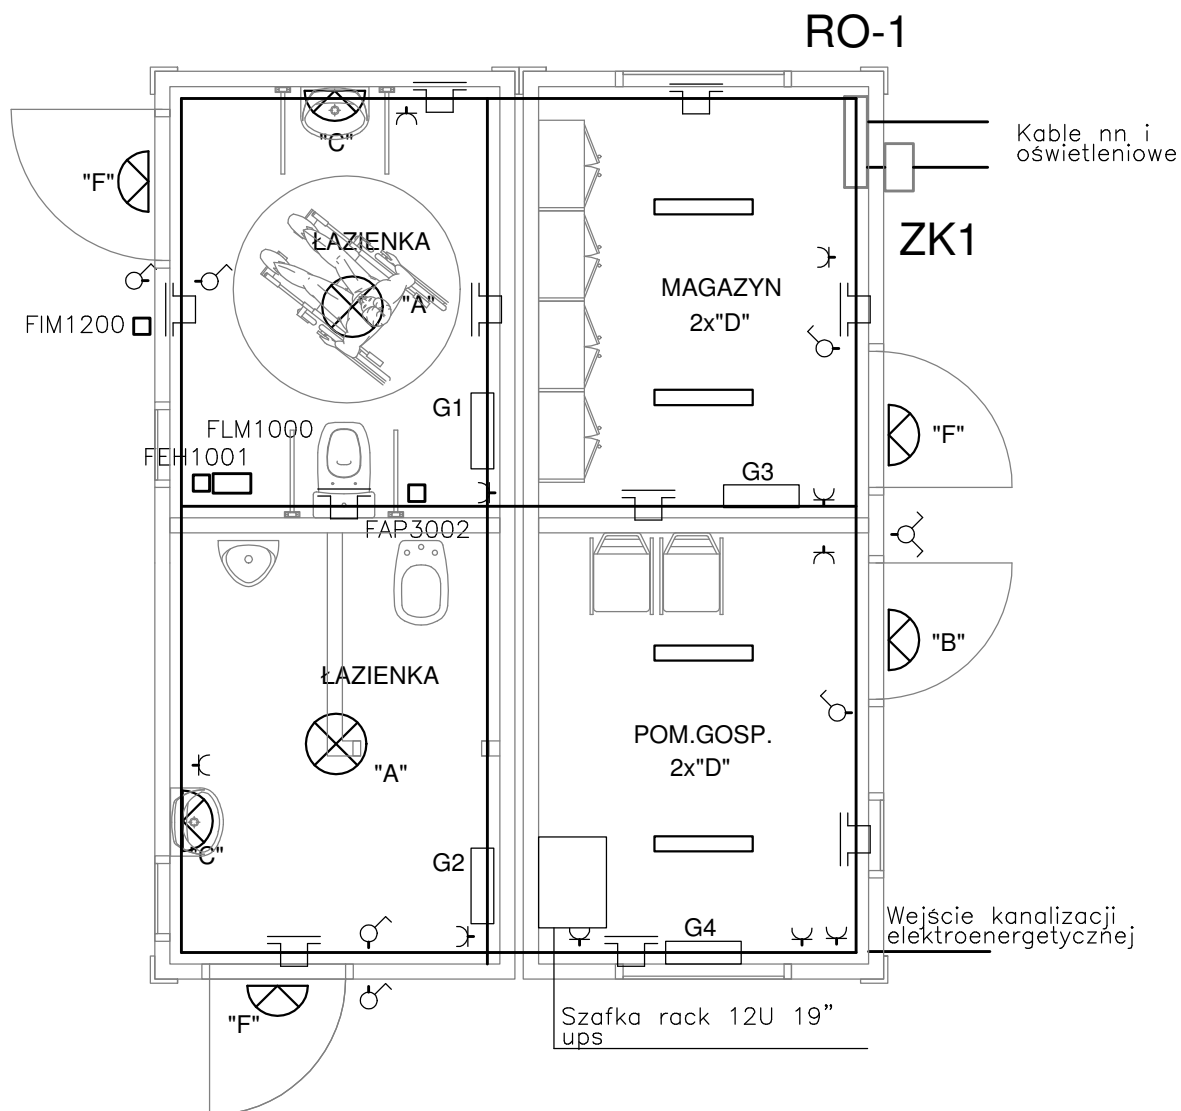 RO-1
Kable nn i
oświetleniowe
"C"
"F"
ZK1
ŁAZIENKA
"A"
MAGAZYN
2x"D"
FIM1200
G1
FLM1000
"F"
FEH1001
G3
FAP3002
"B"
ŁAZIENKA
"A"
POM.GOSP.
2x"D"
"C"
G2
Wejście kanalizacji
elektroenergetycznej
G4
"F"
Szafka rack 12U 19”
ups